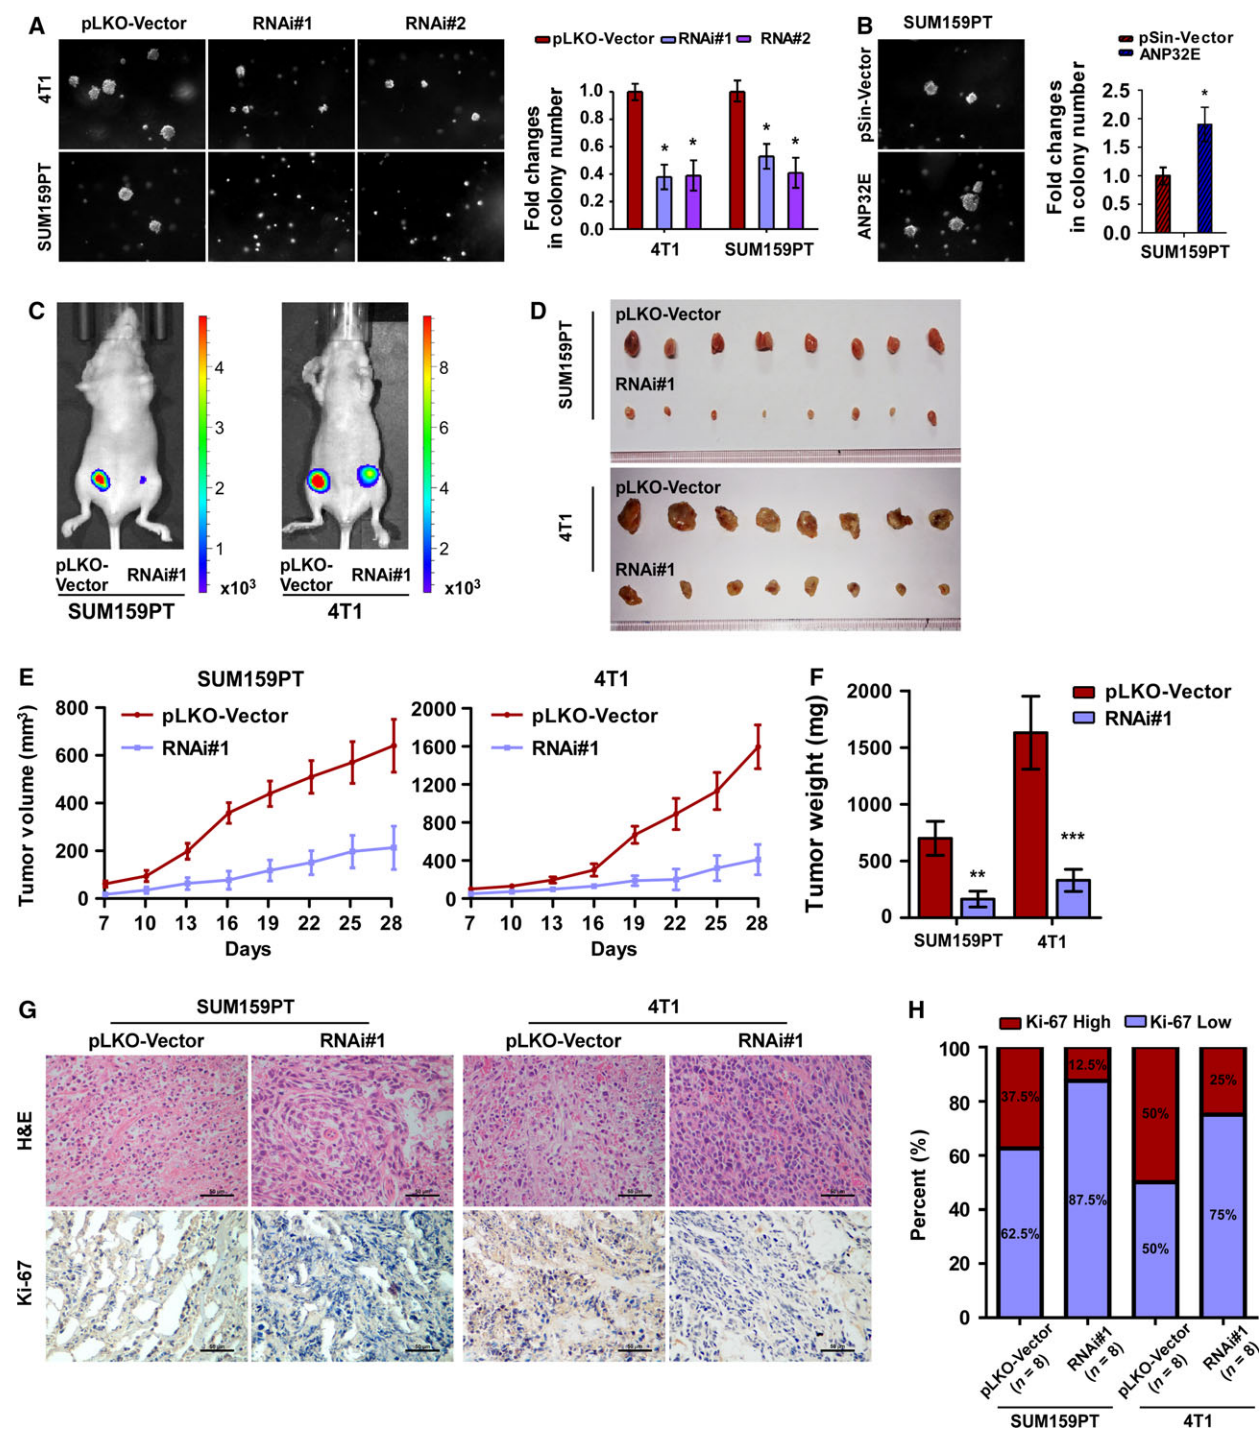 A
pLKO-Vector RNAi#1 RNAi#2
4T1
SUM159PT
pLKO-Vector RNAi#1 RNA#2
Fold changes
in colony number
1.0
0.8
0.6
0.4
0.2
0.0
* * * *
4T1 SUM159PT
B
SUM159PT
pSin-Vector
ANP32E
pSin-Vector
ANP32E
Fold changes
in colony number
2.5
2.0
1.5
1.0
0.5
0.0
*
SUM159PT
C
4
3
2
1
x10³
pLKO-
Vector RNAi#1
SUM159PT
8
6
4
2
x10³
pLKO-
Vector RNAi#1
4T1
D
SUM159PT
pLKO-Vector
RNAi#1
4T1
pLKO-Vector
RNAi#1
E
SUM159PT
pLKO-Vector
RNAi#1
Tumor volume (mm³)
800
600
400
200
0
7 10 13 16 19 22 25 28
Days
4T1
pLKO-Vector
RNAi#1
2000
1600
1200
800
400
0
7 10 13 16 19 22 25 28
Days
F
pLKO-Vector
RNAi#1
Tumor weight (mg)
2000
1500
1000
500
0
** ***
SUM159PT 4T1
G
SUM159PT 4T1
pLKO-Vector RNAi#1 pLKO-Vector RNAi#1
H&E
Ki-67
H
Ki-67 High Ki-67 Low
Percent (%)
100
80
60
40
20
0
37.5% 12.5% 50% 25%
62.5% 87.5% 50% 75%
pLKO-Vector
(n = 8)
RNAi#1
(n = 8)
pLKO-Vector
(n = 8)
RNAi#1
(n = 8)
SUM159PT 4T1